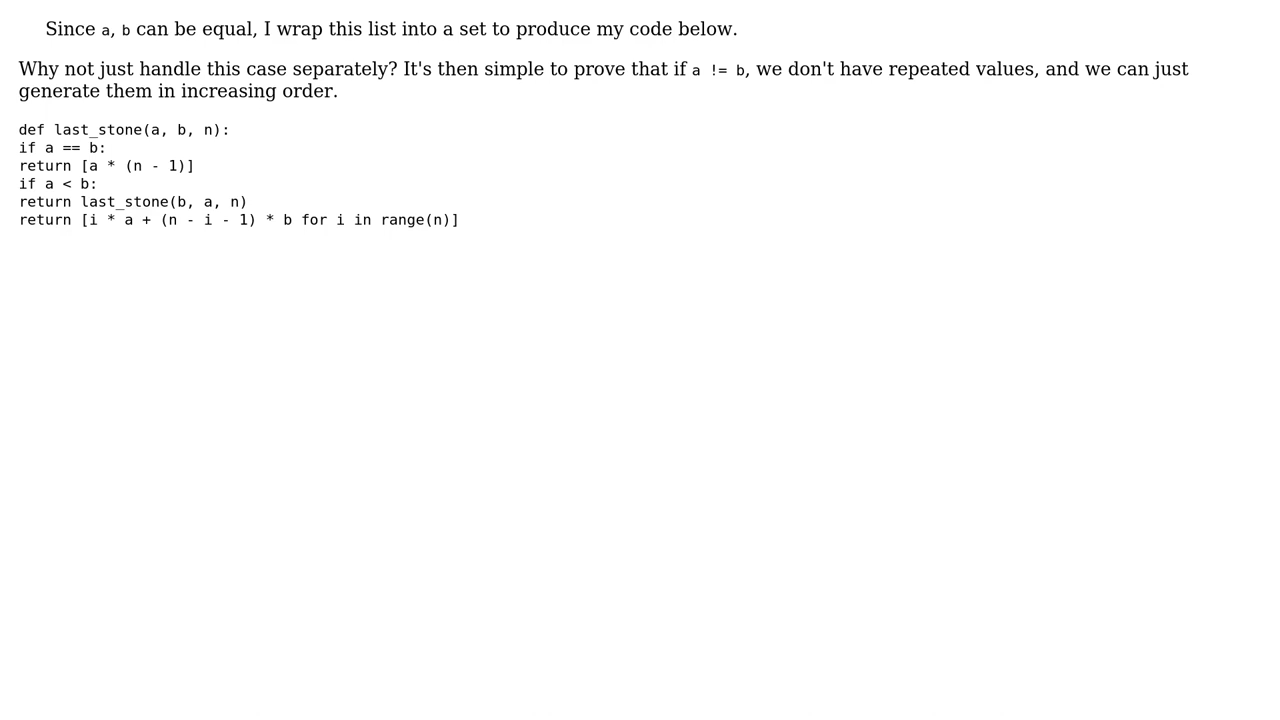 Since a, b can be equal, I wrap this list into a set to produce my code below.
Why not just handle this case separately? It's then simple to prove that if a != b, we don't have repeated values, and we can just
generate them in increasing order.
def last_stone(a, b, n):
if a == b:
return [a * (n - 1)]
if a < b:
return last_stone(b, a, n)
return [i * a + (n - i - 1) * b for i in range(n)]